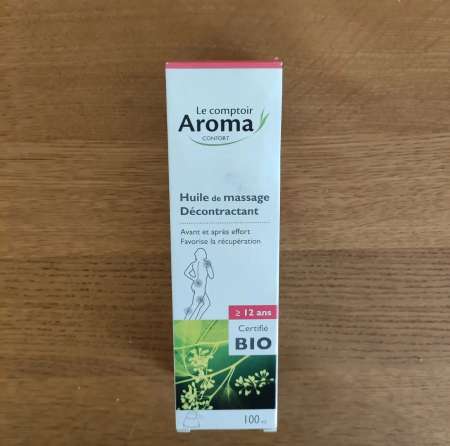 Le comptoir
Aroma
CONFORT
Huile de massage
Décontractant
Avant et après effort
Favorise la récupération
≥ 12 ans
Certifié
BIO
100 ml